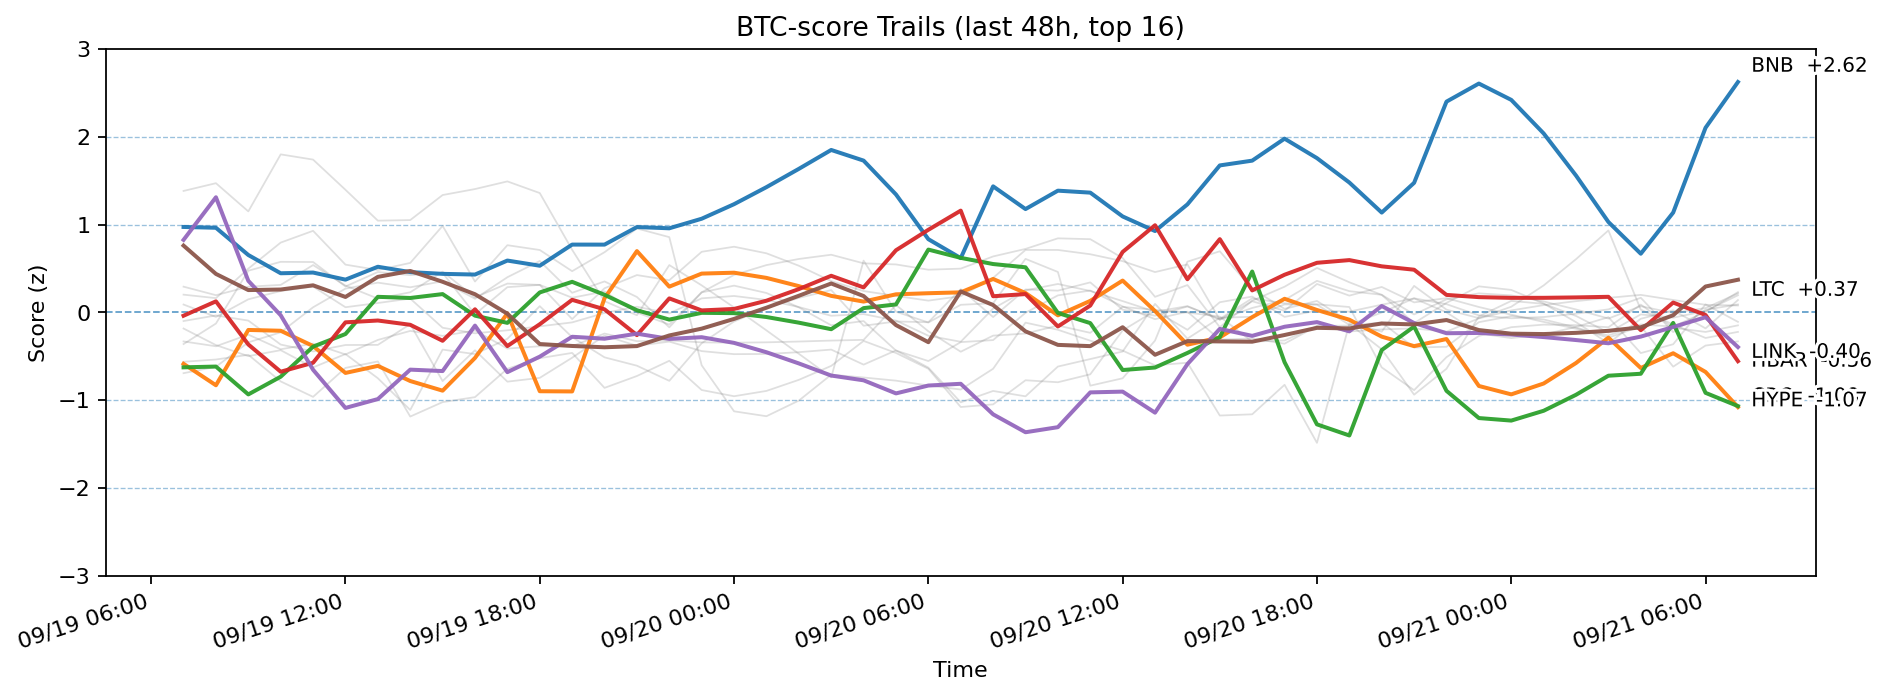 BTC-score Trails (last 48h, top 16)
3
2
1
0
−1
−2
−3
Score (z)
BNB +2.62
LTC +0.37
LINK -0.40
HBAR -0.56
HYPE -1.07
09/19 06:00
09/19 12:00
09/19 18:00
09/20 00:00
09/20 06:00
09/20 12:00
09/20 18:00
09/21 00:00
09/21 06:00
Time